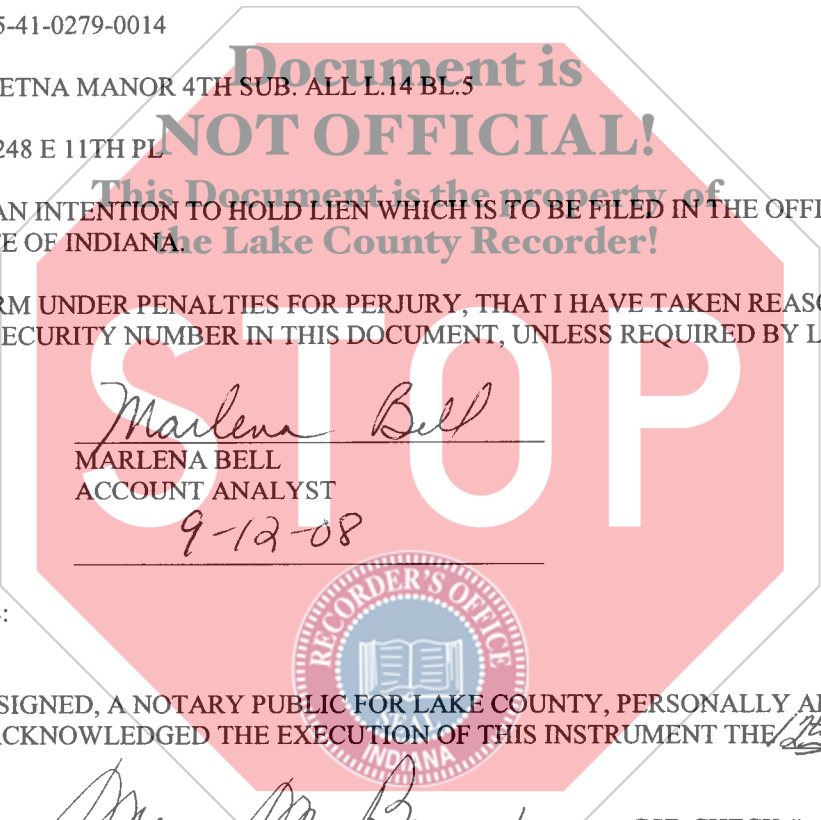 5-41-0279-0014
Document is
ETNA MANOR 4TH SUB. ALL L.14 BL.5
NOT OFFICIAL!
248 E 11TH PL
This Document is the property of
AN INTENTION TO HOLD LIEN WHICH IS TO BE FILED IN THE OFFI
the Lake County Recorder!
E OF INDIANA.
RM UNDER PENALTIES FOR PERJURY, THAT I HAVE TAKEN REAS
ECURITY NUMBER IN THIS DOCUMENT, UNLESS REQUIRED BY L
STOP
Marlena Bell
MARLENA BELL
ACCOUNT ANALYST
9-12-08
RECORDER'S OFFICE
SIGNED, A NOTARY PUBLIC FOR LAKE COUNTY, PERSONALLY A
SEAL
ACKNOWLEDGED THE EXECUTION OF THIS INSTRUMENT THE
INDIANA